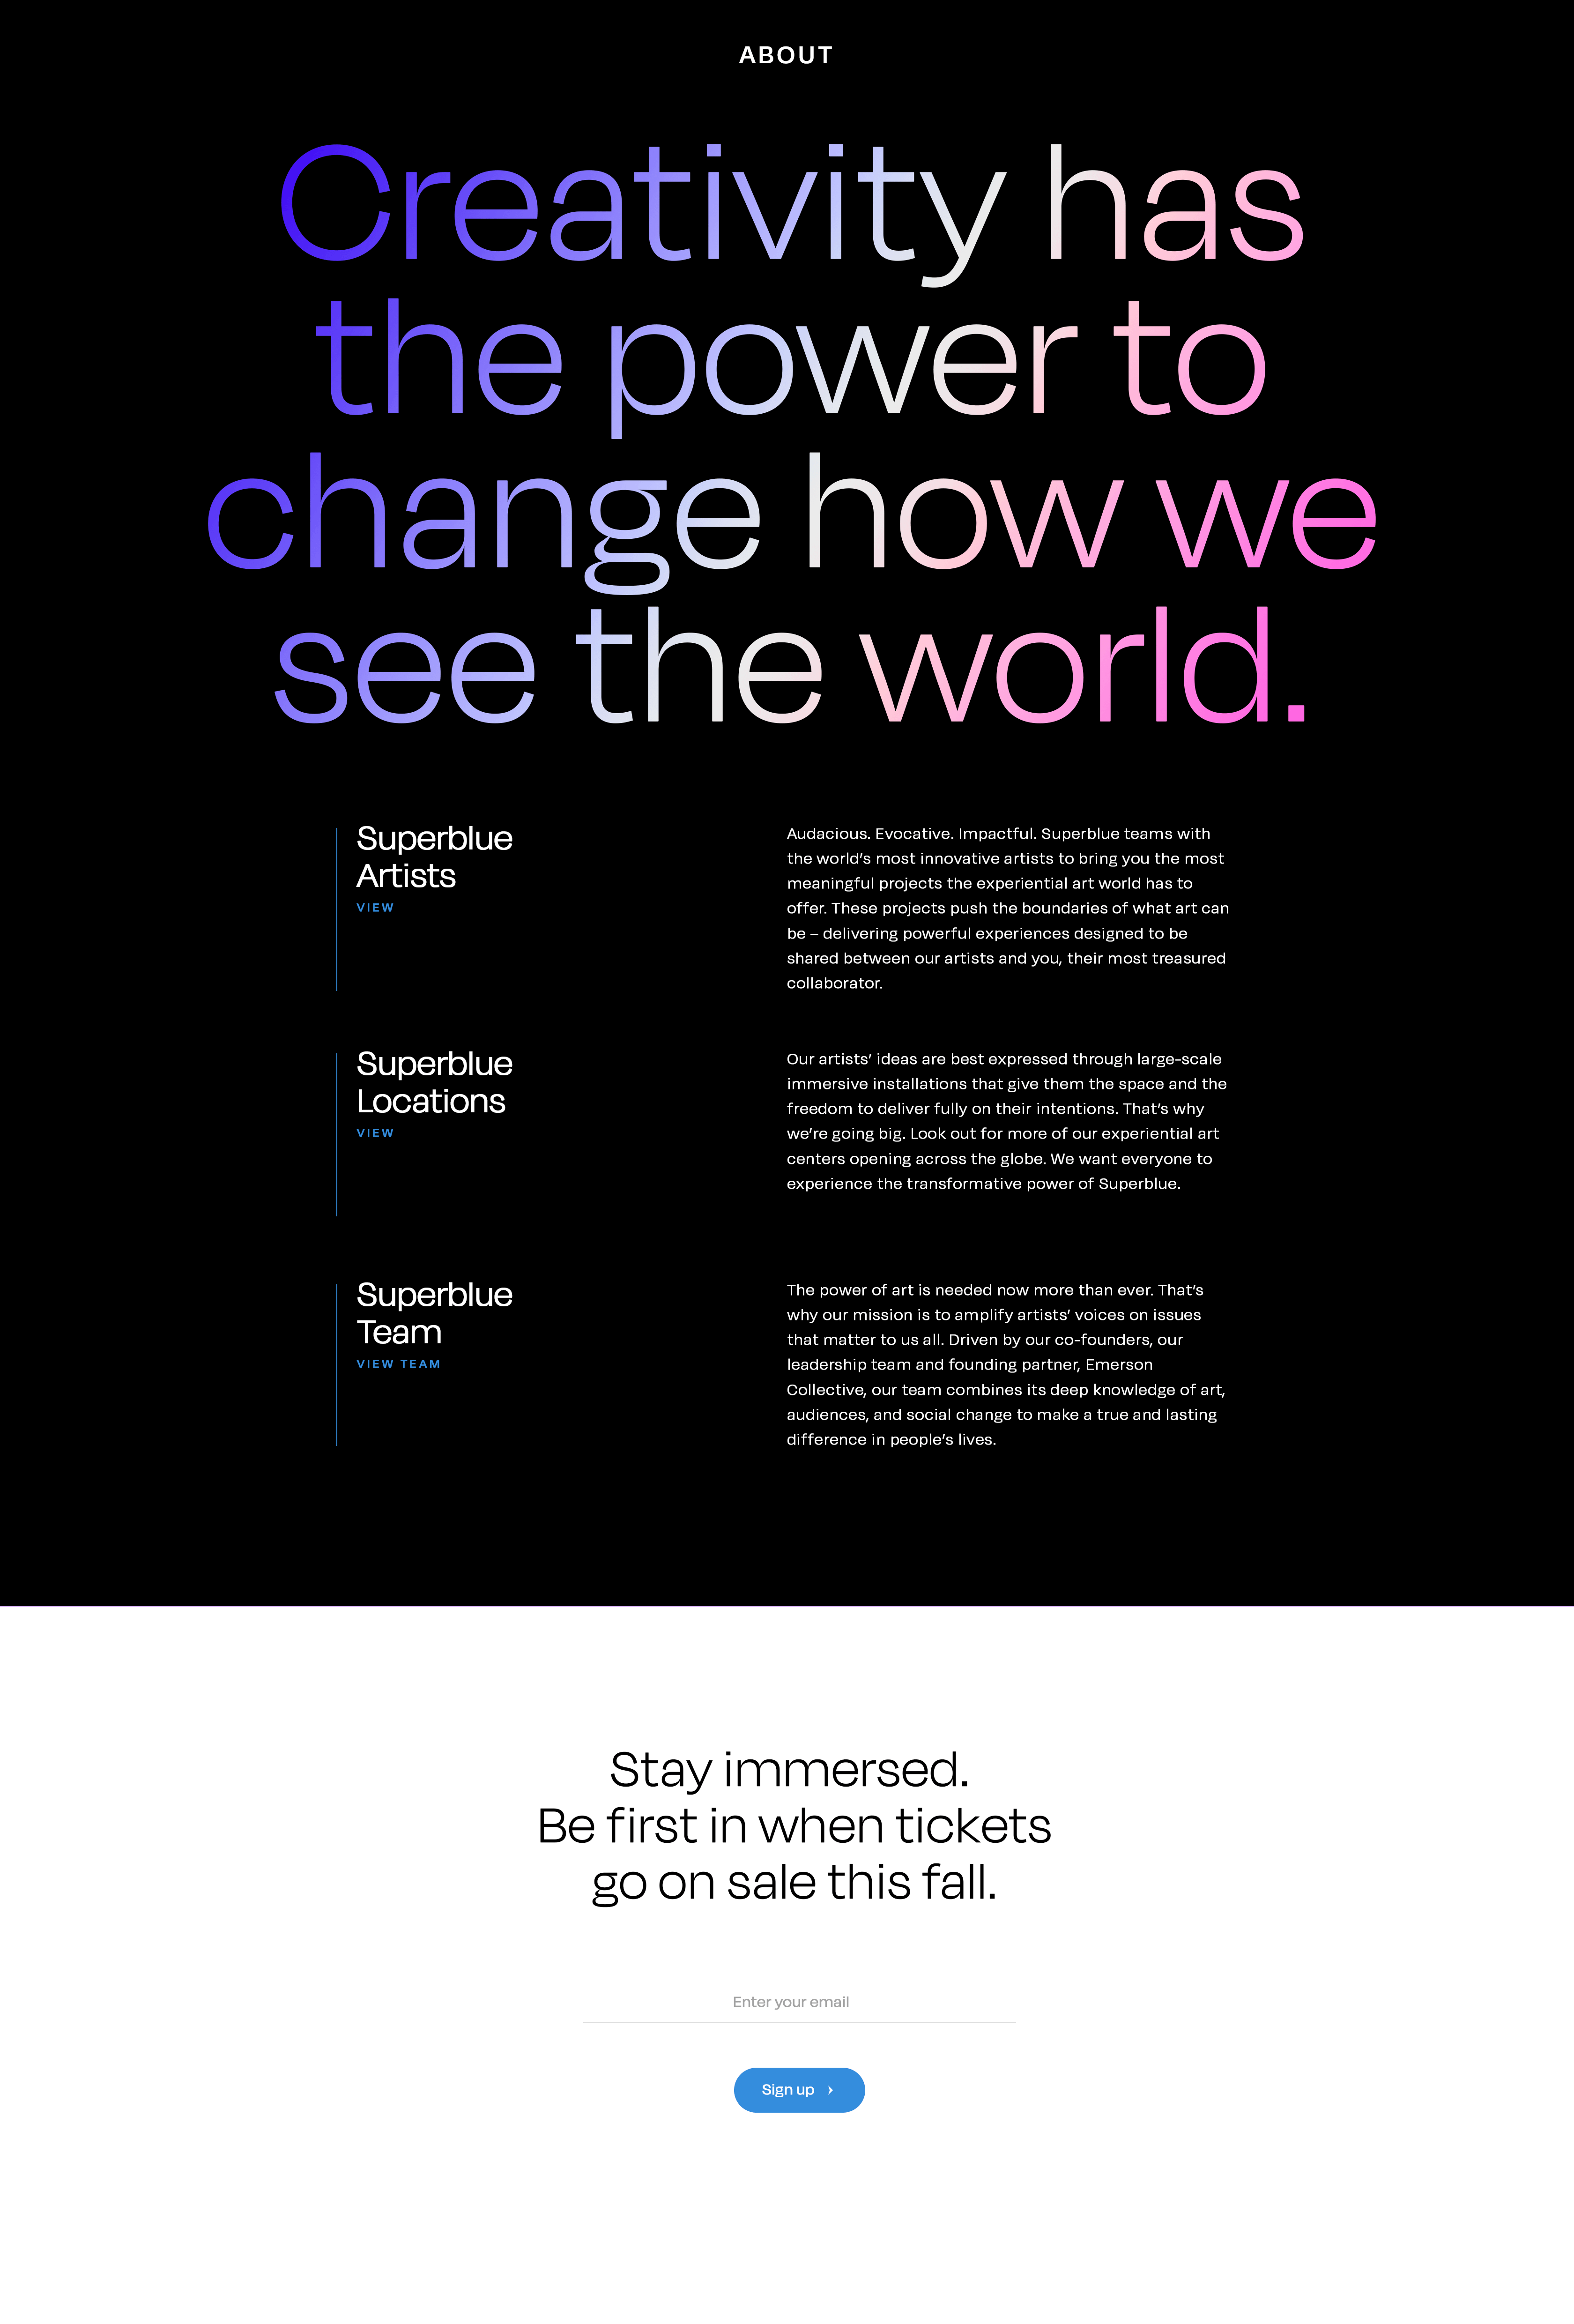 ABOUT
Creativity has
the power to
change how we
see the world.
Superblue
Artists
VIEW
Audacious. Evocative. Impactful. Superblue teams with
the world’s most innovative artists to bring you the most
meaningful projects the experiential art world has to
offer. These projects push the boundaries of what art can
be – delivering powerful experiences designed to be
shared between our artists and you, their most treasured
collaborator.
Superblue
Locations
VIEW
Our artists’ ideas are best expressed through large-scale
immersive installations that give them the space and the
freedom to deliver fully on their intentions. That’s why
we’re going big. Look out for more of our experiential art
centers opening across the globe. We want everyone to
experience the transformative power of Superblue.
Superblue
Team
VIEW TEAM
The power of art is needed now more than ever. That’s
why our mission is to amplify artists’ voices on issues
that matter to us all. Driven by our co-founders, our
leadership team and founding partner, Emerson
Collective, our team combines its deep knowledge of art,
audiences, and social change to make a true and lasting
difference in people’s lives.
Stay immersed.
Be first in when tickets
go on sale this fall.
Enter your email
Sign up